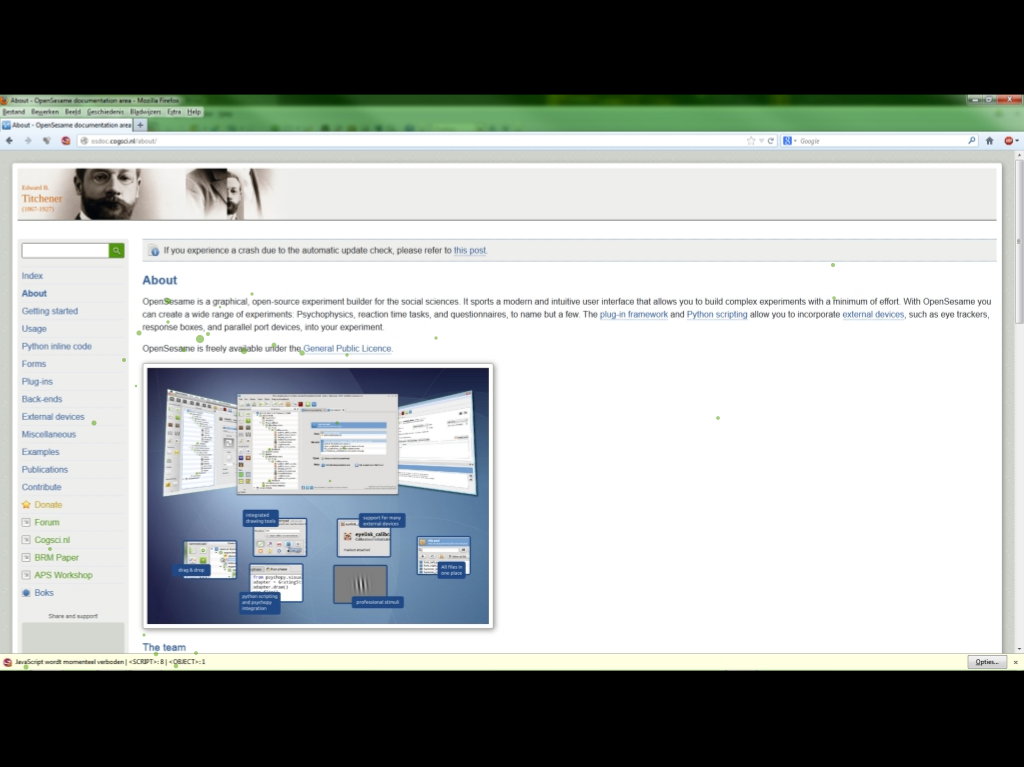 About - OpenSesame documentation area - Mozilla Firefox
Bestand Bewerken Beeld Geschiedenis Bladwijzers Extra Help
About - OpenSesame documentation area
osdoc.cogsci.nl/about/
Google
Edward B.
Titchener
(1867-1927)
If you experience a crash due to the automatic update check, please refer to this post.
Index
About
Getting started
Usage
Python inline code
Forms
Plug-ins
Back-ends
External devices
Miscellaneous
Examples
Publications
Contribute
Donate
Forum
Cogsci.nl
BRM Paper
APS Workshop
Boks
Share and support!
About
OpenSesame is a graphical, open-source experiment builder for the social sciences. It sports a modern and intuitive user interface that allows you to build complex experiments with a minimum of effort. With OpenSesame you
can create a wide range of experiments: Psychophysics, reaction time tasks, and questionnaires, to name but a few. The plug-in framework and Python scripting allow you to incorporate external devices, such as eye trackers,
response boxes, and parallel port devices, into your experiment.
OpenSesame is freely available under the General Public Licence.
integrated
drawing tools
support for many
external devices
drag & drop
python scripting
and psychopy
integration
professional stimuli
All files in
one place
The team
JavaScript wordt momenteel verboden | <SCRIPT>: 8 | <OBJECT>: 1
Opties...